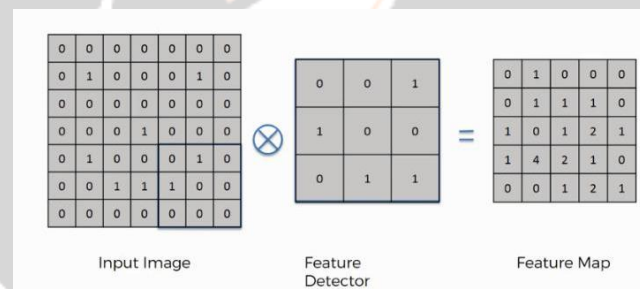 0 0 0 0 0 0 0
0 1 0 0 0 1 0
0 0 0 0 0 0 0
0 0 0 1 0 0 0
0 1 0 0 0 1 0
0 0 1 1 1 0 0
0 0 0 0 0 0 0
⊗
0 0 1
1 0 0
0 1 1
=
0 1 0 0 0
0 1 1 1 0
1 0 1 2 1
1 4 2 1 0
0 0 1 2 1
Input Image
Feature
Detector
Feature Map